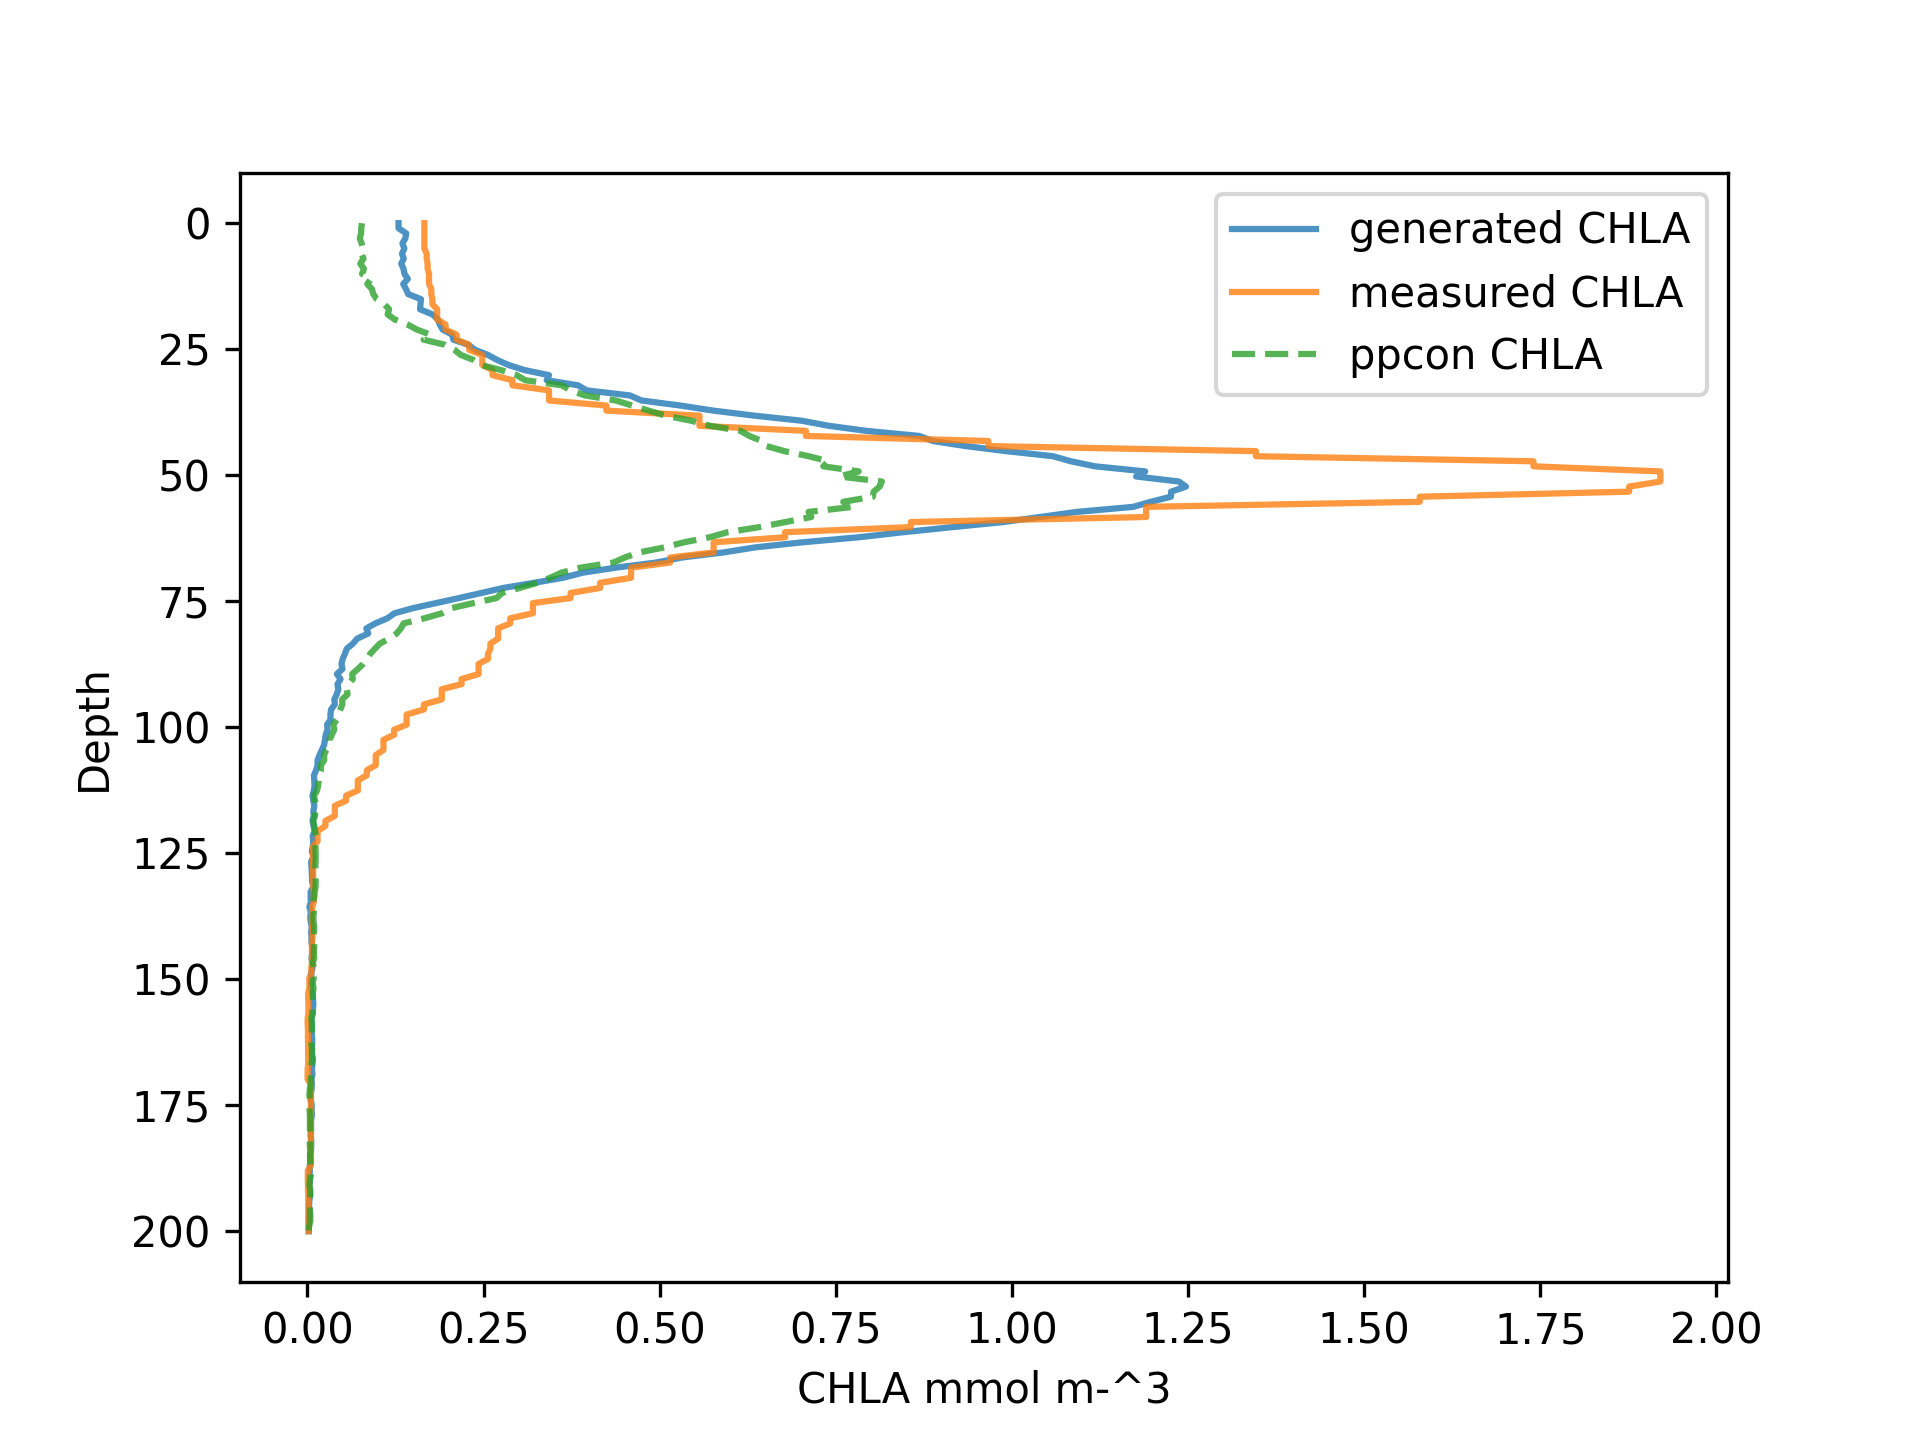 generated CHLA
measured CHLA
ppcon CHLA
0
25
50
75
100
125
150
175
200
Depth
0.00 0.25 0.50 0.75 1.00 1.25 1.50 1.75 2.00
CHLA mmol m-^3